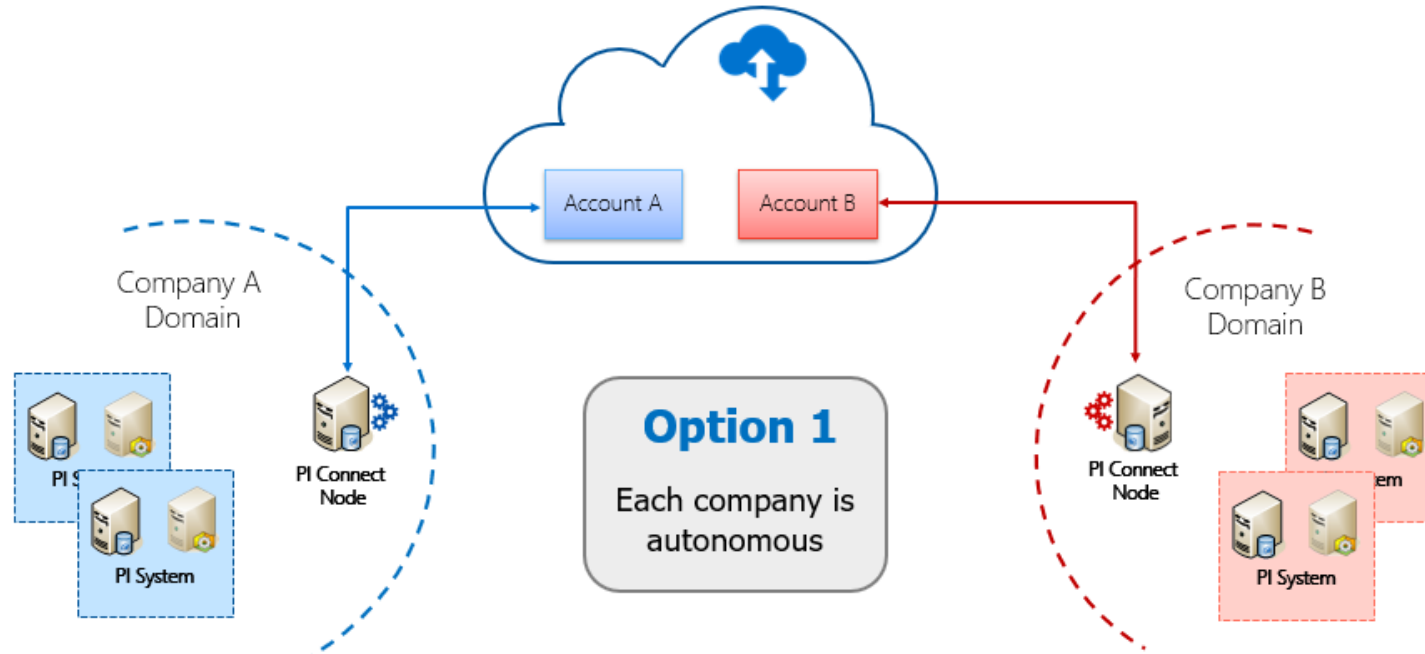 Account A
Account B
Company A
Domain
Company B
Domain
Option 1
Each company is
autonomous
PI Connect
Node
PI Connect
Node
PI System
PI System